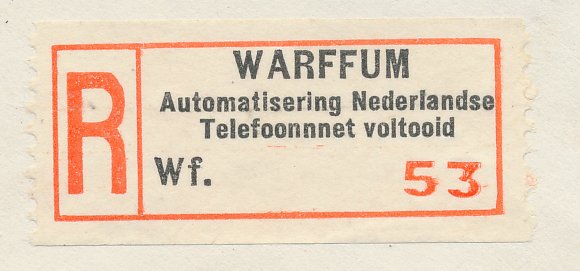 R
WARFFUM
Automatisering Nederlandse
Telefoonnnet voltooid
Wf. 53